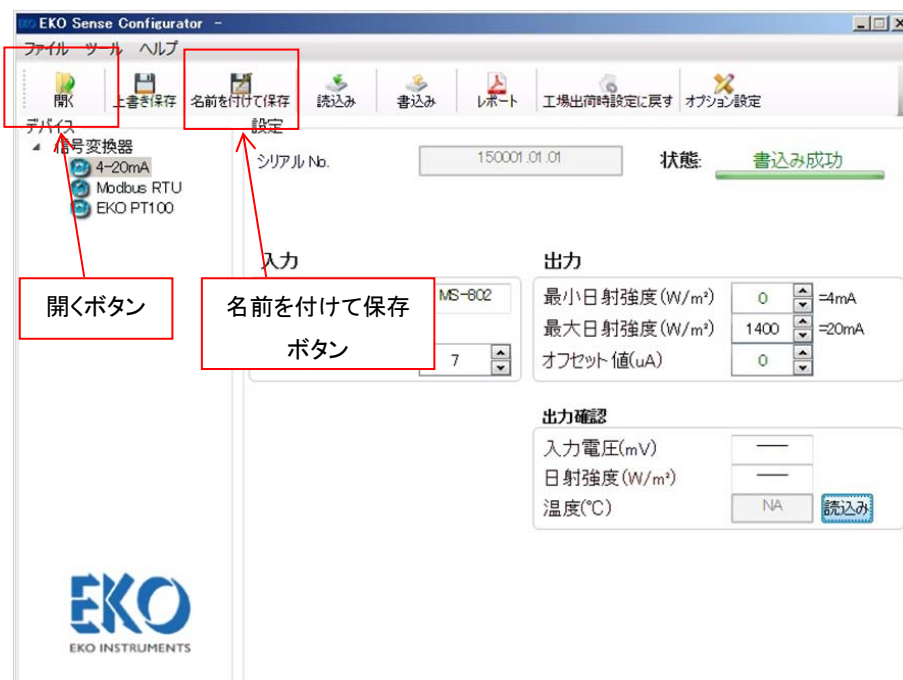 EKO Sense Configurator -
ファイル ツール ヘルプ
開く 上書き保存 名前を付けて保存 読込み 書込み レポート 工場出荷時設定に戻す オプション設定
デバイス
信号変換器
4-20mA
Modbus RTU
EKO PT100
設定
シリアル No. 150001.01.01 状態: 書込み成功
開くボタン
名前を付けて保存
ボタン
入力
MS-802
7
出力
最小日射強度(W/m²) 0 =4mA
最大日射強度(W/m²) 1400 =20mA
オフセット値(uA) 0
出力確認
入力電圧(mV) ――
日射強度(W/m²) ――
温度(℃) NA 読込み
EKO
EKO INSTRUMENTS